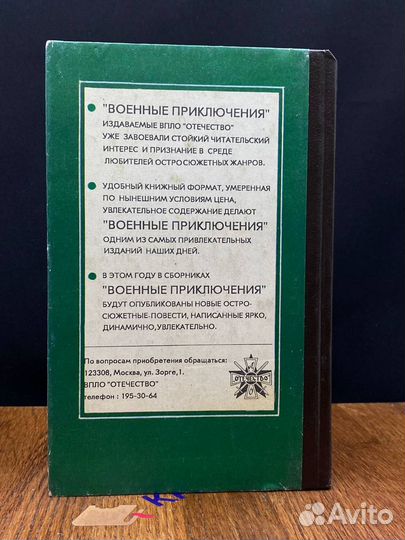 "ВОЕННЫЕ ПРИКЛЮЧЕНИЯ"
ИЗДАВАЕМЫЕ ВПЛО "ОТЕЧЕСТВО"
УЖЕ ЗАВОЕВАЛИ СТОЙКИЙ ЧИТАТЕЛЬСКИЙ
ИНТЕРЕС И ПРИЗНАНИЕ В СРЕДЕ
ЛЮБИТЕЛЕЙ ОСТРОСЮЖЕТНЫХ ЖАНРОВ.
УДОБНЫЙ КНИЖНЫЙ ФОРМАТ, УМЕРЕННАЯ
ПО НЫНЕШНИМ УСЛОВИЯМ ЦЕНА,
УВЛЕКАТЕЛЬНОЕ СОДЕРЖАНИЕ ДЕЛАЮТ
"ВОЕННЫЕ ПРИКЛЮЧЕНИЯ"
ОДНИМ ИЗ САМЫХ ПРИВЛЕКАТЕЛЬНЫХ
ИЗДАНИЙ НАШИХ ДНЕЙ.
В ЭТОМ ГОДУ В СБОРНИКАХ
"ВОЕННЫЕ ПРИКЛЮЧЕНИЯ"
БУДУТ ОПУБЛИКОВАНЫ НОВЫЕ ОСТРО-
СЮЖЕТНЫЕ-ПОВЕСТИ, НАПИСАННЫЕ ЯРКО,
ДИНАМИЧНО,УВЛЕКАТЕЛЬНО.
По вопросам приобретения обращаться:
123308, Москва, ул. Зорге,1.
ВПЛО "ОТЕЧЕСТВО"
телефон : 195-30-64
ОТЕЧЕСТВО
Avito